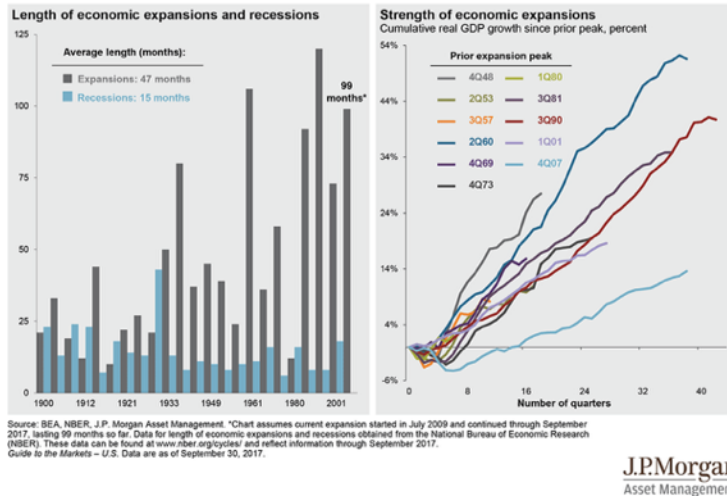 Length of economic expansions and recessions
Average length (months):
Expansions: 47 months
Recessions: 15 months
99
months*
125
100
75
50
25
0
1900 1912 1921 1933 1949 1961 1980 2001
Strength of economic expansions
Cumulative real GDP growth since prior peak, percent
54%
44%
34%
24%
14%
4%
-6%
Prior expansion peak
4Q48 1Q80
2Q53 3Q81
3Q57 3Q90
2Q60 1Q01
4Q69 4Q07
4Q73
0 8 16 24 32 40
Number of quarters
Source: BEA, NBER, J.P. Morgan Asset Management. *Chart assumes current expansion started in July 2009 and continued through September
2017, lasting 99 months so far. Data for length of economic expansions and recessions obtained from the National Bureau of Economic Research
(NBER). These data can be found at www.nber.org/cycles/ and reflect information through September 2017.
Guide to the Markets – U.S. Data are as of September 30, 2017.
J.P.Morgan
Asset Managemen